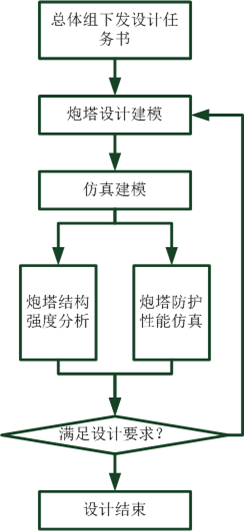 总体组下发设计任
务书
炮塔设计建模
仿真建模
炮塔结构
强度分析
炮塔防护
性能仿真
满足设计要求?
设计结束